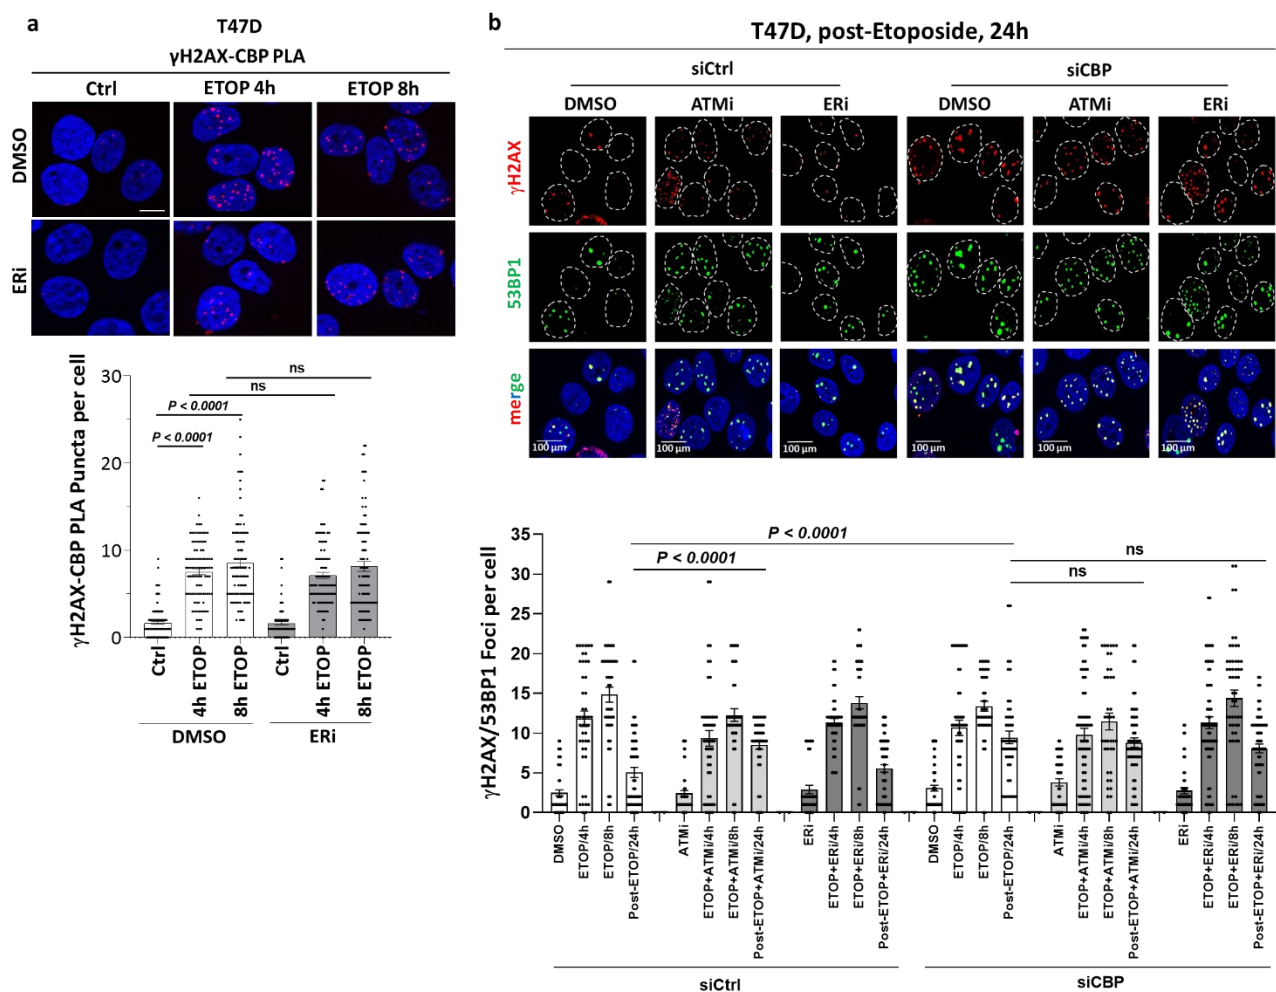 a
T47D
γH2AX-CBP PLA
Ctrl ETOP 4h ETOP 8h
DMSO
ERi
γH2AX-CBP PLA Puncta per cell
30
20
10
0
ns
ns
P < 0.0001
P < 0.0001
Ctrl
4h ETOP
8h ETOP
Ctrl
4h ETOP
8h ETOP
DMSO ERi
b
T47D, post-Etoposide, 24h
siCtrl siCBP
DMSO ATMi ERi DMSO ATMi ERi
γH2AX
53BP1
merge
100 μm 100 μm 100 μm 100 μm 100 μm 100 μm
γH2AX/53BP1 Foci per cell
35
30
25
20
15
10
5
0
P < 0.0001
P < 0.0001
ns
ns
DMSO
ETOP/4h
ETOP/8h
Post-ETOP/24h
ATMi
ETOP+ATMi/4h
ETOP+ATMi/8h
Post-ETOP+ATMi/24h
ERi
ETOP+ERi/4h
ETOP+ERi/8h
Post-ETOP+ERi/24h
DMSO
ETOP/4h
ETOP/8h
Post-ETOP/24h
ATMi
ETOP+ATMi/4h
ETOP+ATMi/8h
Post-ETOP+ATMi/24h
ERi
ETOP+ERi/4h
ETOP+ERi/8h
Post-ETOP+ERi/24h
siCtrl siCBP